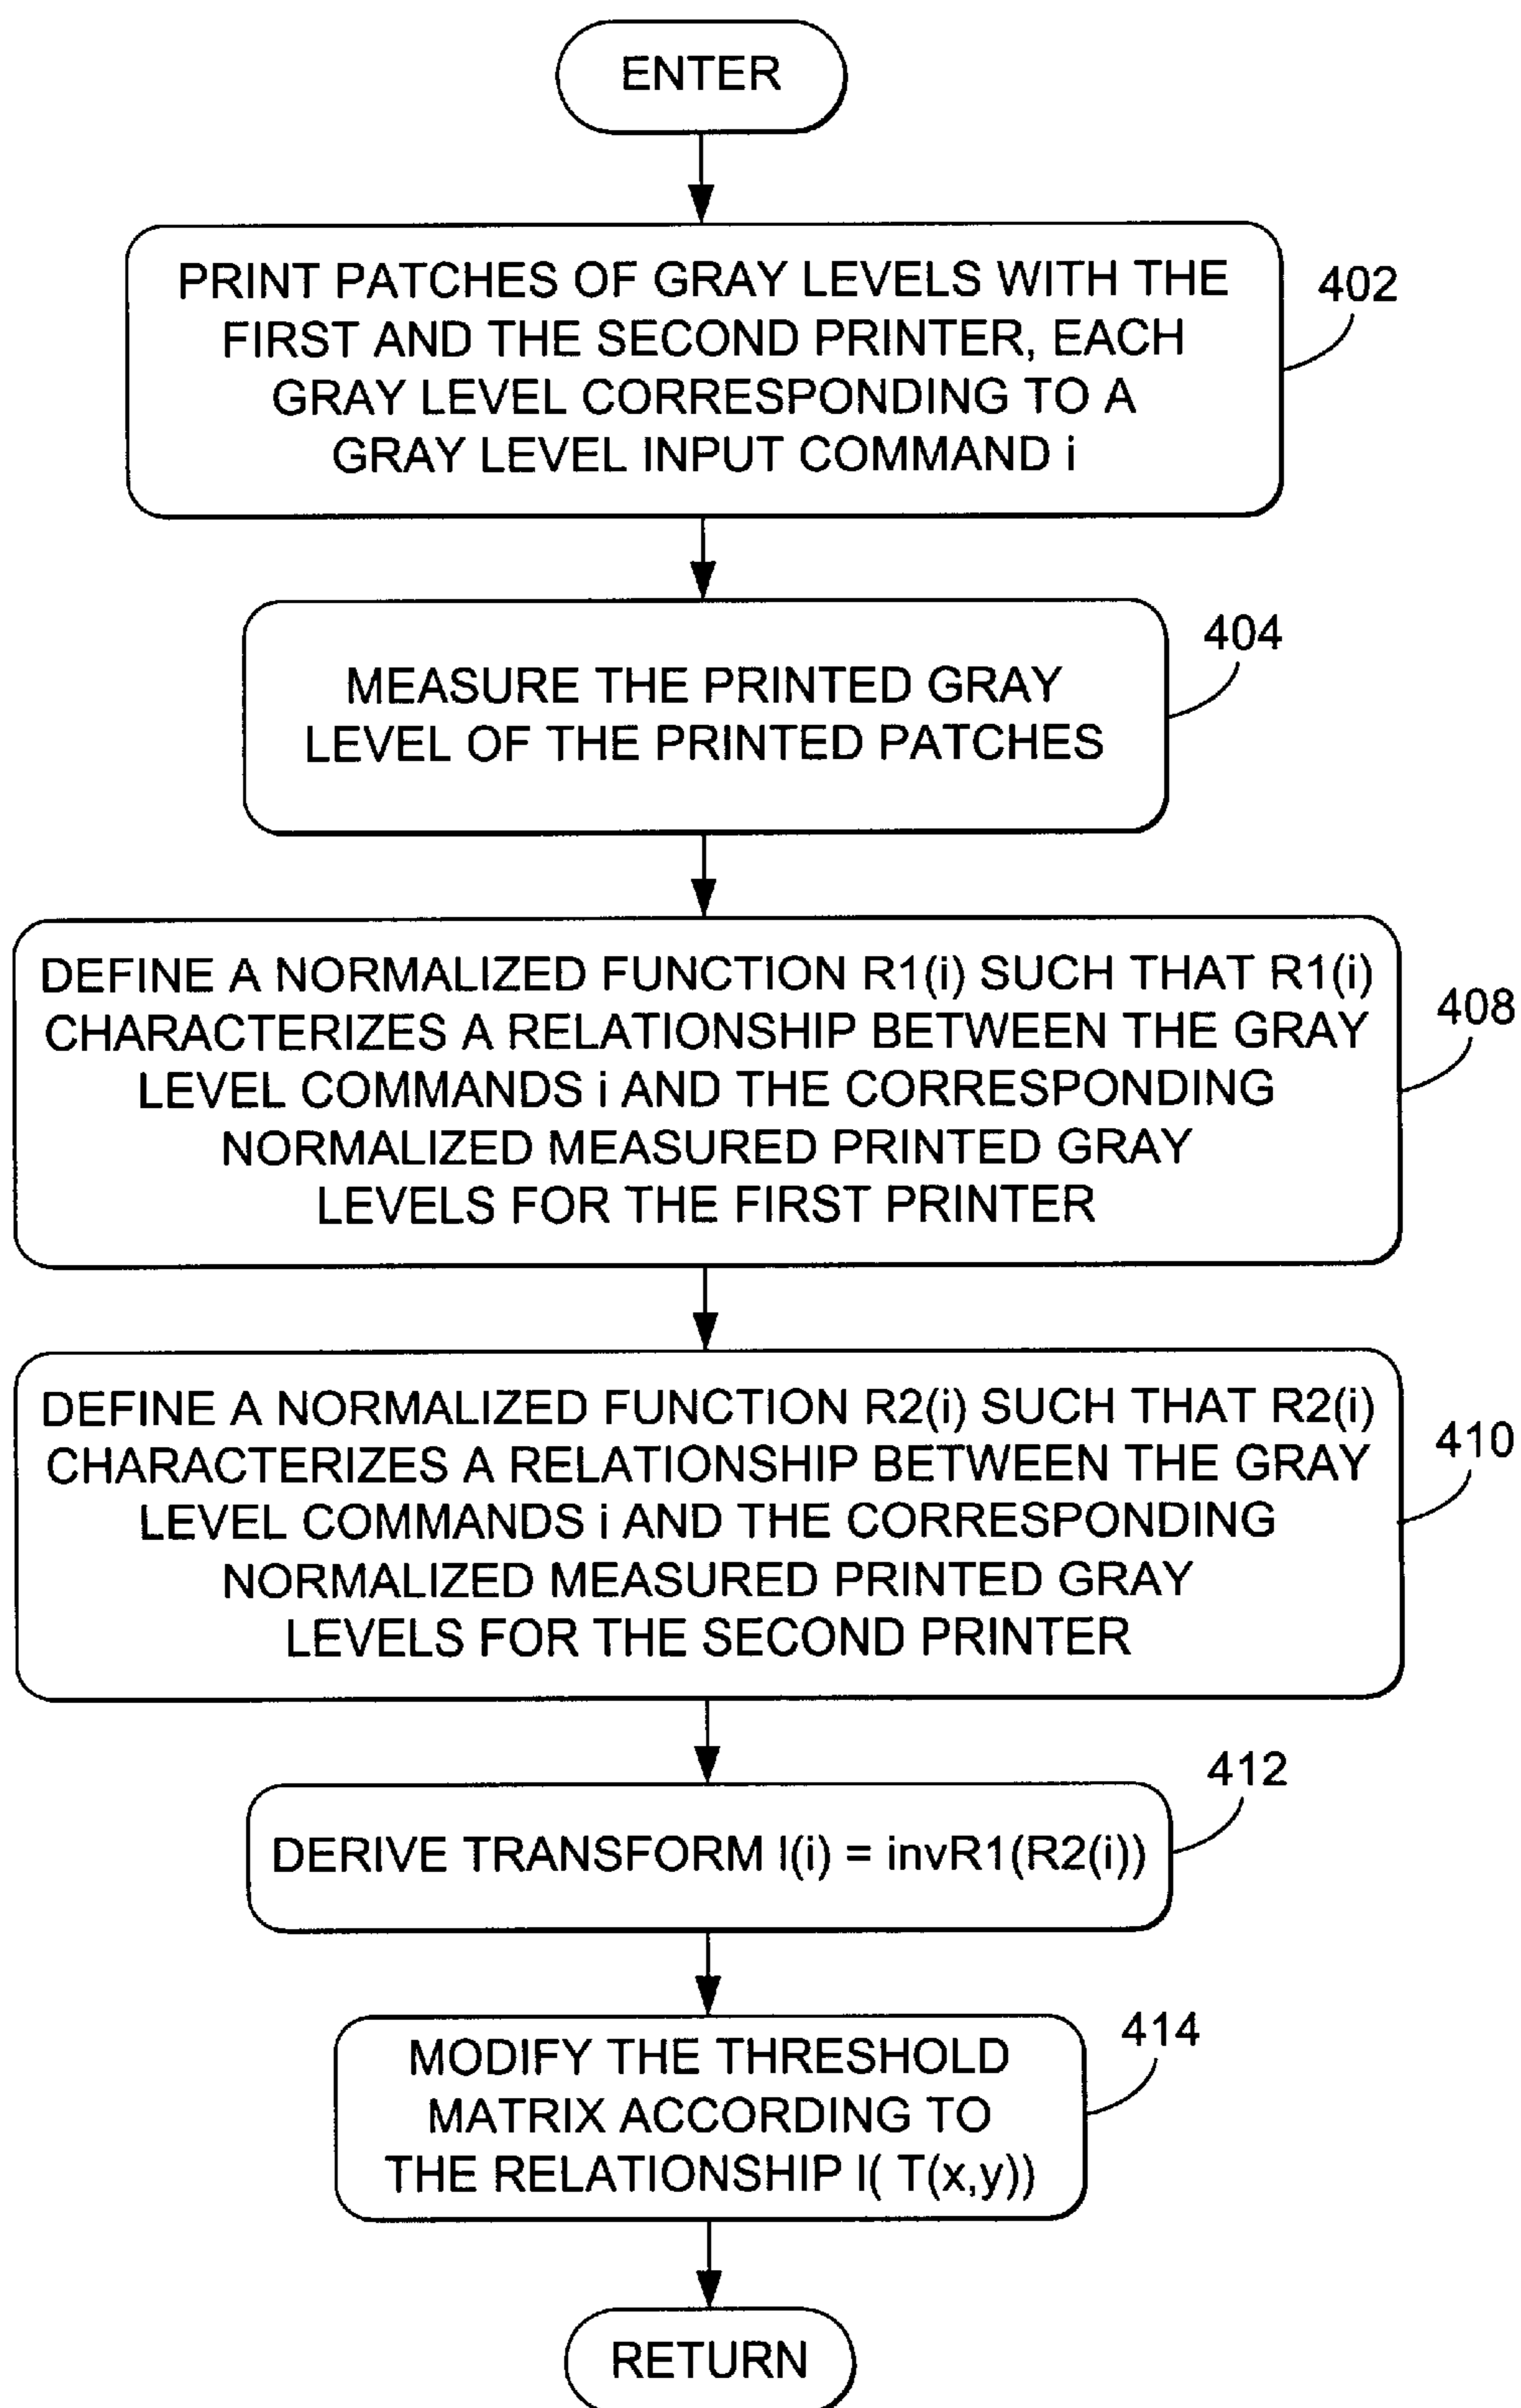 ENTER
PRINT PATCHES OF GRAY LEVELS WITH THE
FIRST AND THE SECOND PRINTER, EACH
GRAY LEVEL CORRESPONDING TO A
GRAY LEVEL INPUT COMMAND i
402
MEASURE THE PRINTED GRAY
LEVEL OF THE PRINTED PATCHES
404
DEFINE A NORMALIZED FUNCTION R1(i) SUCH THAT R1(i)
CHARACTERIZES A RELATIONSHIP BETWEEN THE GRAY
LEVEL COMMANDS i AND THE CORRESPONDING
NORMALIZED MEASURED PRINTED GRAY
LEVELS FOR THE FIRST PRINTER
408
DEFINE A NORMALIZED FUNCTION R2(i) SUCH THAT R2(i)
CHARACTERIZES A RELATIONSHIP BETWEEN THE GRAY
LEVEL COMMANDS i AND THE CORRESPONDING
NORMALIZED MEASURED PRINTED GRAY
LEVELS FOR THE SECOND PRINTER
410
DERIVE TRANSFORM I(i) = invR1(R2(i))
412
MODIFY THE THRESHOLD
MATRIX ACCORDING TO
THE RELATIONSHIP I( T(x,y))
414
RETURN